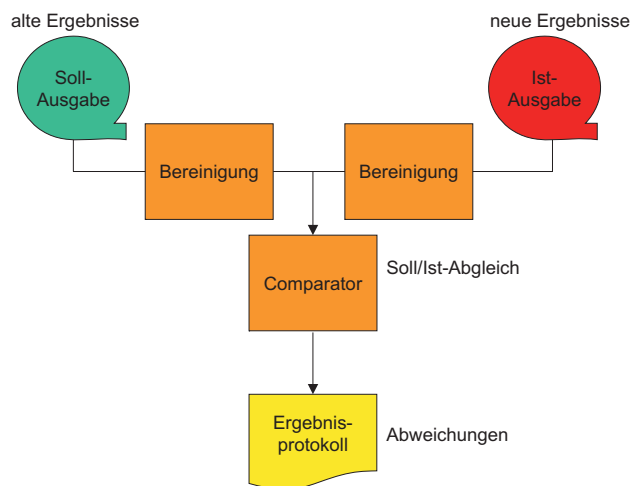 alte Ergebnisse
neue Ergebnisse
Soll-
Ausgabe
Ist-
Ausgabe
Bereinigung
Bereinigung
Comparator
Soll/Ist-Abgleich
Ergebnis-
protokoll
Abweichungen